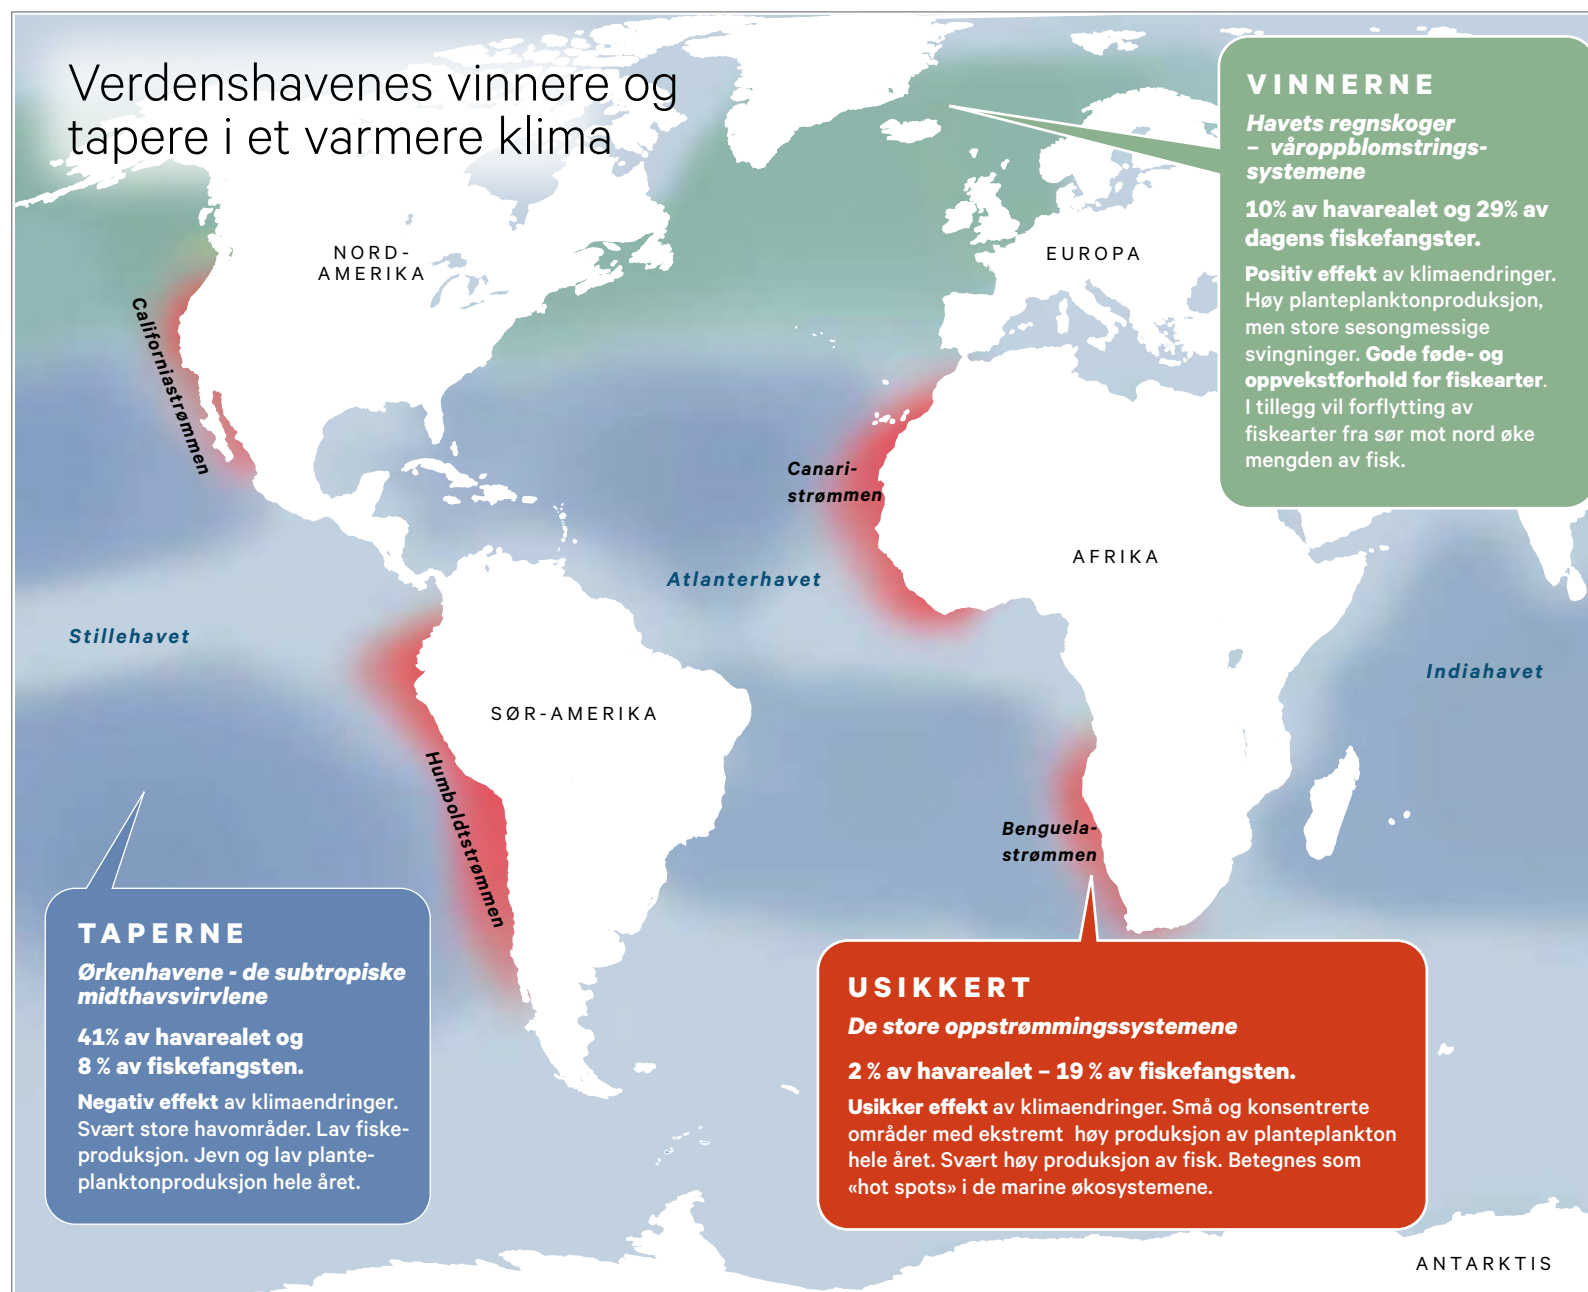 Verdenshavenes vinnere og
tapere i et varmere klima
VINNERNE
Havets regnskoger
– våroppblomstrings-
systemene
10% av havarealet og 29% av
dagens fiskefangster.
Positiv effekt av klimaendringer.
Høy planteplanktonproduksjon,
men store sesongmessige
svingninger. Gode føde- og
oppvekstforhold for fiskearter.
I tillegg vil forflytting av
fiskearter fra sør mot nord øke
mengden av fisk.
NORD-
AMERIKA
EUROPA
Californiastrømmen
Canari-
strømmen
AFRIKA
Atlanterhavet
Stillehavet
Indiahavet
SØR-AMERIKA
Humboldtstrømmen
Benguela-
strømmen
TAPERNE
Ørkenhavene - de subtropiske
midthavsvirvlene
41% av havarealet og
8 % av fiskefangsten.
Negativ effekt av klimaendringer.
Svært store havområder. Lav fiske-
produksjon. Jevn og lav plante-
planktonproduksjon hele året.
USIKKERT
De store oppstrømmingssystemene
2 % av havarealet – 19 % av fiskefangsten.
Usikker effekt av klimaendringer. Små og konsentrerte
områder med ekstremt høy produksjon av planteplankton
hele året. Svært høy produksjon av fisk. Betegnes som
«hot spots» i de marine økosystemene.
ANTARKTIS